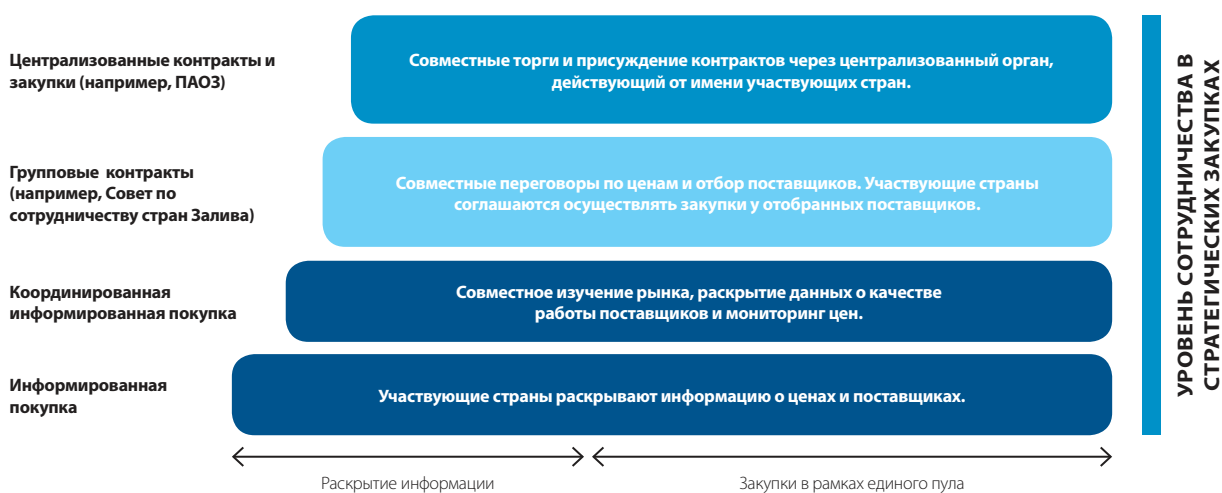 Централизованные контракты и
закупки (например, ПАОЗ)
Совместные торги и присуждение контрактов через централизованный орган,
действующий от имени участвующих стран.
Групповые контракты
(например, Совет по
сотрудничеству стран Залива)
Совместные переговоры по ценам и отбор поставщиков. Участвующие страны
соглашаются осуществлять закупки у отобранных поставщиков.
Координированная
информированная покупка
Совместное изучение рынка, раскрытие данных о качестве
работы поставщиков и мониторинг цен.
Информированная
покупка
Участвующие страны раскрывают информацию о ценах и поставщиках.
Раскрытие информации
Закупки в рамках единого пула
УРОВЕНЬ СОТРУДНИЧЕСТВА В
СТРАТЕГИЧЕСКИХ ЗАКУПКАХ